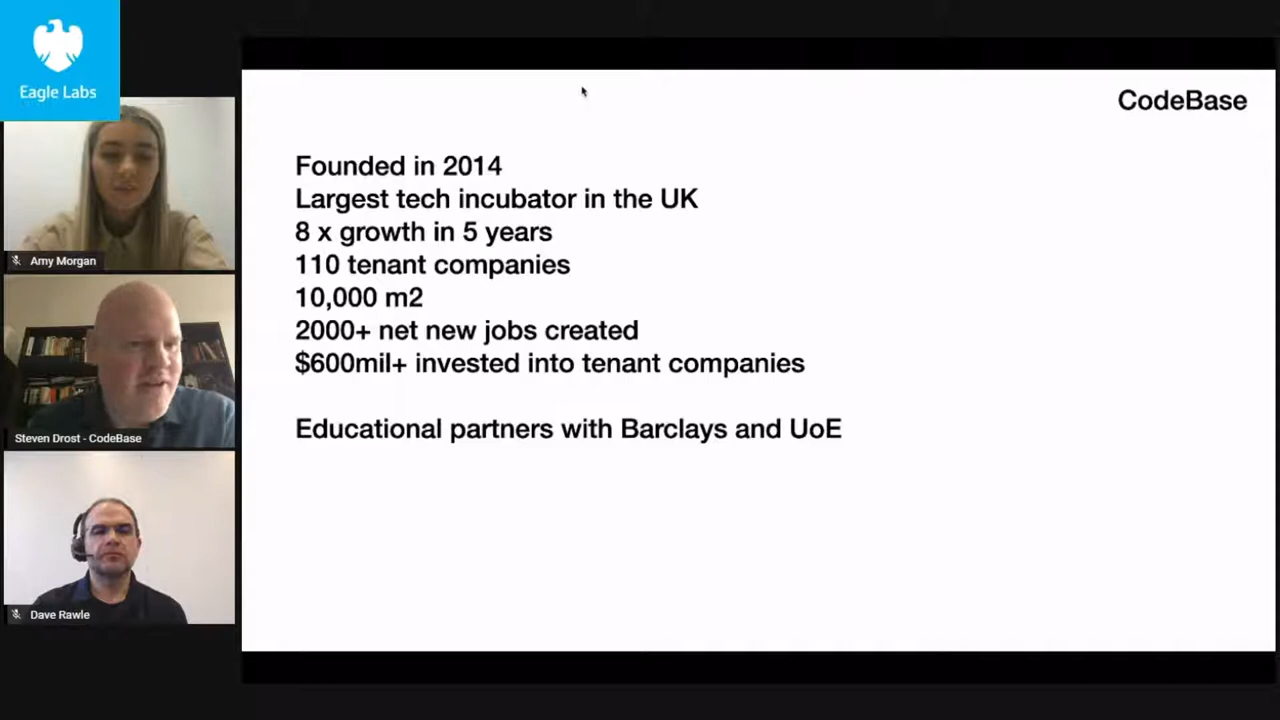 Eagle Labs
Amy Morgan
Steven Drost - CodeBase
Dave Rawle
CodeBase
Founded in 2014
Largest tech incubator in the UK
8 x growth in 5 years
110 tenant companies
10,000 m2
2000+ net new jobs created
$600mil+ invested into tenant companies
Educational partners with Barclays and UoE